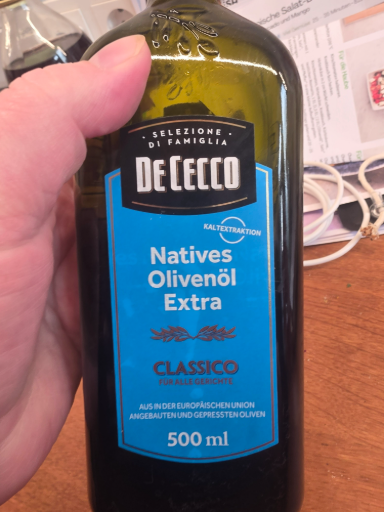 · SELEZIONE ·
DI FAMIGLIA
DE CECCO
KALTEXTRAKTION
Natives
Olivenöl
Extra
CLASSICO
FÜR ALLE GERICHTE
AUS IN DER EUROPÄISCHEN UNION
ANGEBAUTEN UND GEPRESSTEN OLIVEN
500 ml